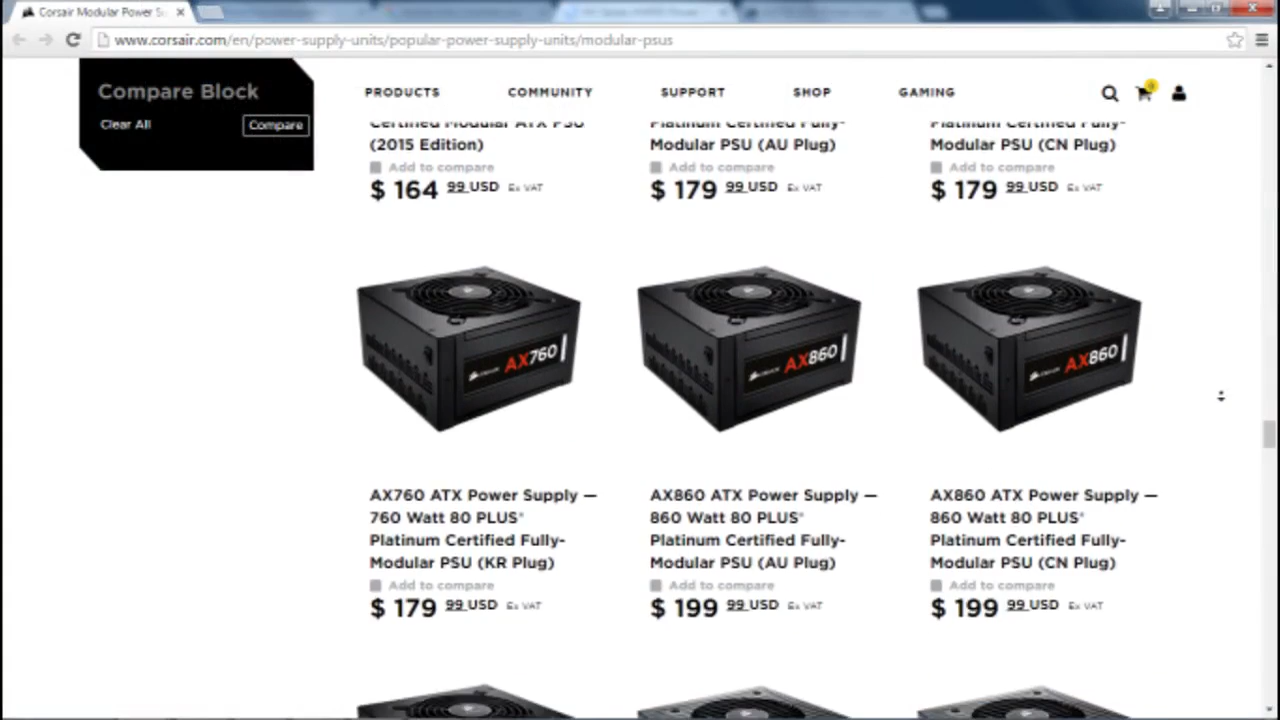 Corsair Modular Power S
www.corsair.com/en/power-supply-units/popular-power-supply-units/modular-psus
Compare Block
Clear All
Compare
PRODUCTS
COMMUNITY
SUPPORT
SHOP
GAMING
Certified Modular ATX PSU
(2015 Edition)
Add to compare
$ 164 99 USD Ex VAT
Platinum Certified Fully-
Modular PSU (AU Plug)
Add to compare
$ 179 99 USD Ex VAT
Platinum Certified Fully-
Modular PSU (CN Plug)
Add to compare
$ 179 99 USD Ex VAT
CORSAIR AX760
CORSAIR AX860
CORSAIR AX860
AX760 ATX Power Supply —
760 Watt 80 PLUS®
Platinum Certified Fully-
Modular PSU (KR Plug)
Add to compare
$ 179 99 USD Ex VAT
AX860 ATX Power Supply —
860 Watt 80 PLUS®
Platinum Certified Fully-
Modular PSU (AU Plug)
Add to compare
$ 199 99 USD Ex VAT
AX860 ATX Power Supply —
860 Watt 80 PLUS®
Platinum Certified Fully-
Modular PSU (CN Plug)
Add to compare
$ 199 99 USD Ex VAT